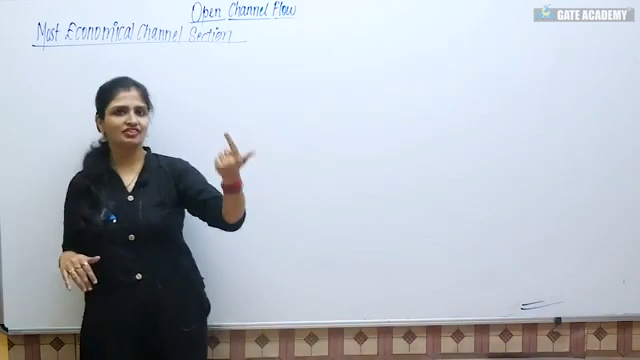 Open Channel Flow
Most Economical Channel Section
GATE ACADEMY